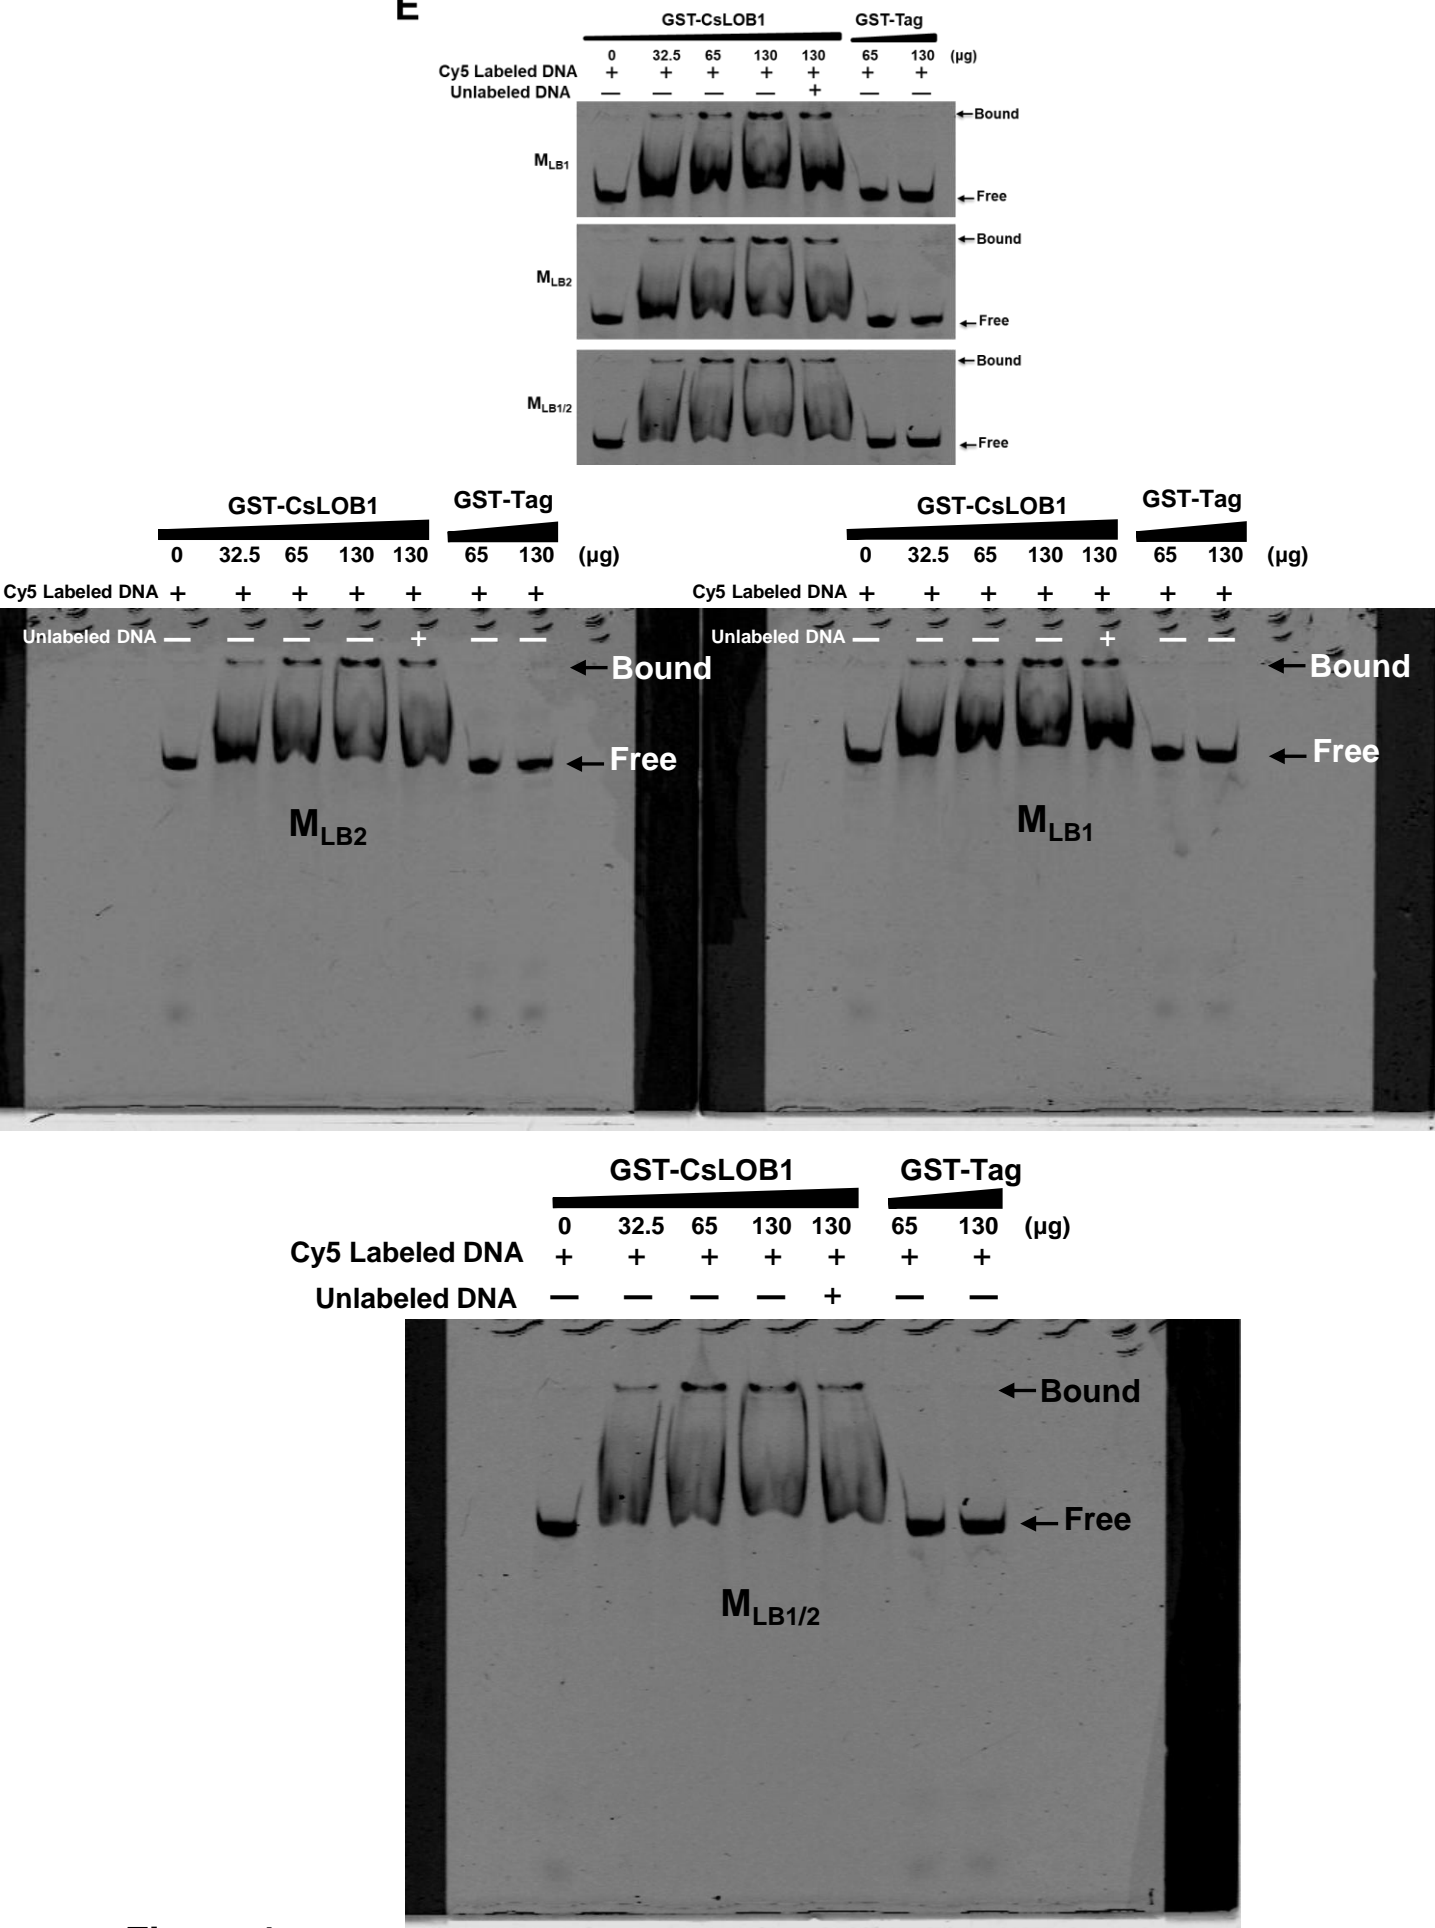 E
GST-CsLOB1 GST-Tag
0 32.5 65 130 130 65 130 (μg)
Cy5 Labeled DNA + + + + + + +
Unlabeled DNA — — — — + — —
←Bound
MLB1
←Free
←Bound
MLB2
←Free
←Bound
MLB1/2
←Free
GST-CsLOB1 GST-Tag
0 32.5 65 130 130 65 130 (μg)
Cy5 Labeled DNA + + + + + + +
Unlabeled DNA — — — — + — —
← Bound
← Free
MLB2
GST-CsLOB1 GST-Tag
0 32.5 65 130 130 65 130 (μg)
Cy5 Labeled DNA + + + + + + +
Unlabeled DNA — — — — + — —
← Bound
← Free
MLB1
GST-CsLOB1 GST-Tag
0 32.5 65 130 130 65 130 (μg)
Cy5 Labeled DNA + + + + + + +
Unlabeled DNA — — — — + — —
← Bound
← Free
MLB1/2